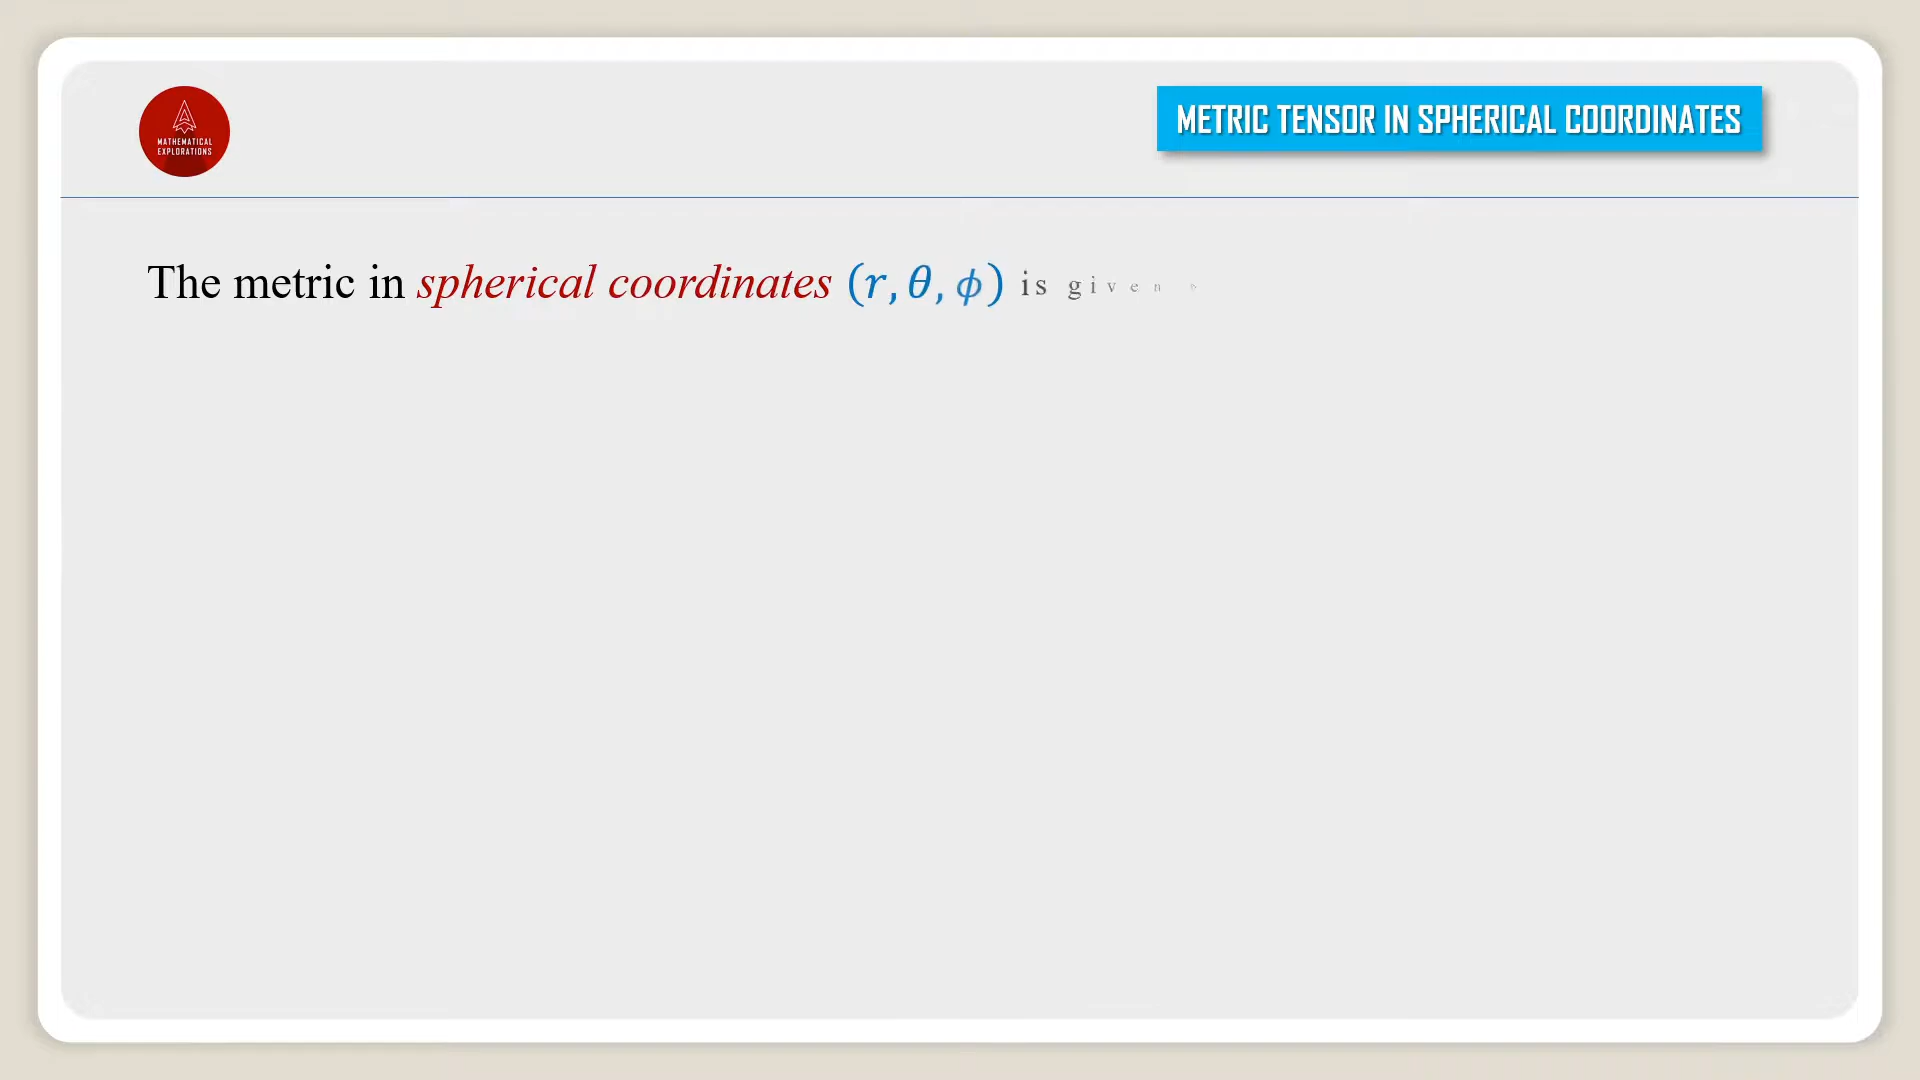 MATHEMATICAL
EXPLORATIONS
METRIC TENSOR IN SPHERICAL COORDINATES
The metric in spherical coordinates (r, θ, ϕ) is given